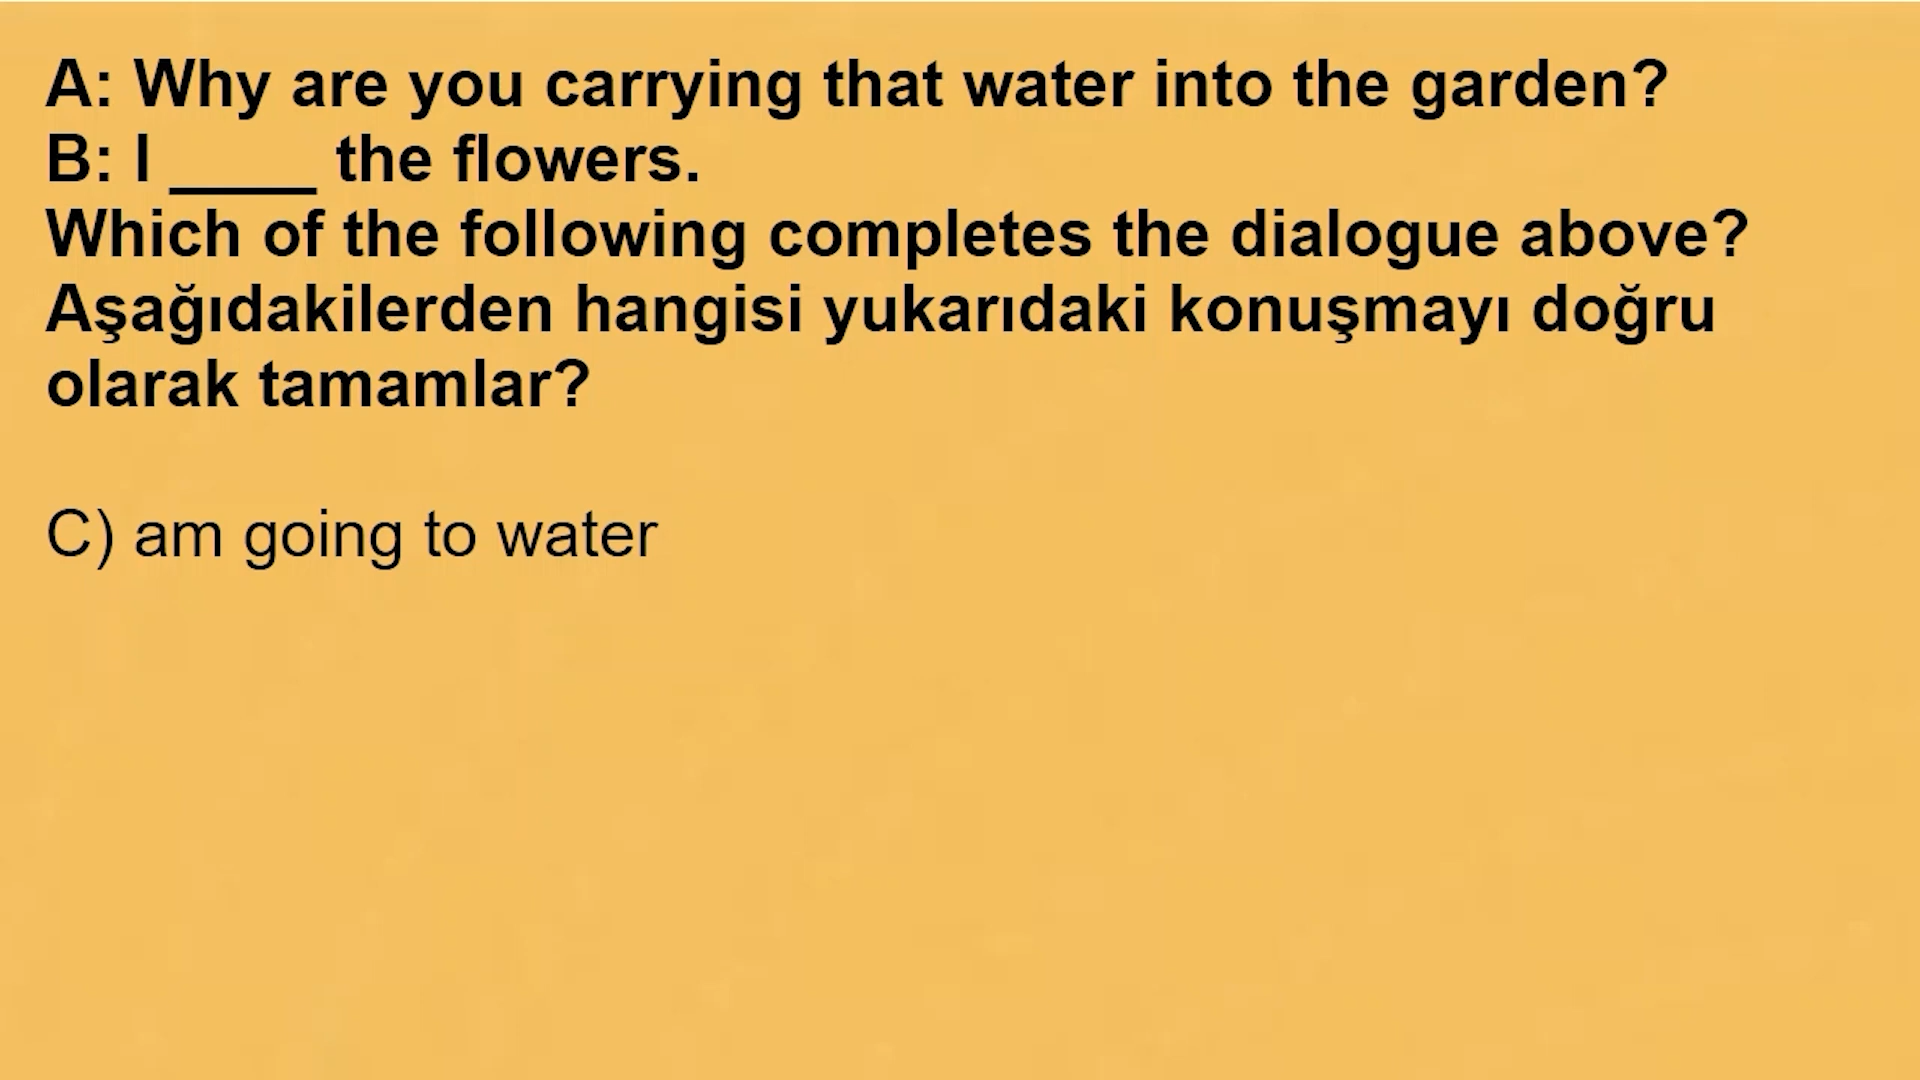 A: Why are you carrying that water into the garden?
B: I ____ the flowers.
Which of the following completes the dialogue above?
Aşağıdakilerden hangisi yukarıdaki konuşmayı doğru
olarak tamamlar?
C) am going to water